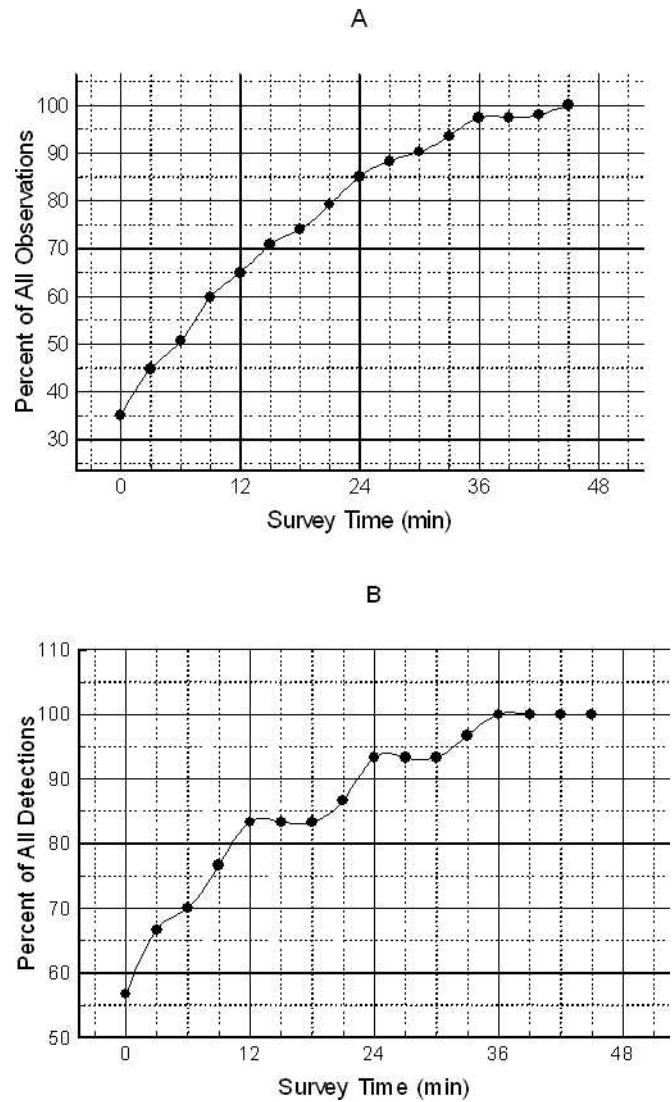 A
100
90
80
70
60
50
40
30
Percent of All Observations
0 12 24 36 48
Survey Time (min)
B
110
100
90
80
70
60
50
Percent of All Detections
0 12 24 36 48
Survey Time (min)